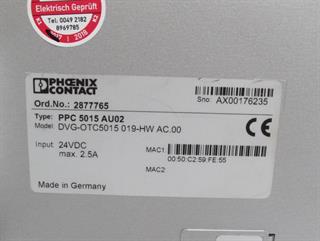 Elektrisch Geprüft
Tel: 0049 2182
8969785
2018
PHOENIX
CONTACT
Sno: AX00176235
Ord.No.: 2877765
Type: PPC 5015 AU02
Model: DVG-OTC5015 019-HW AC.00
CE
Input: 24VDC
max. 2.5A
MAC1:
00:50:C2:59:FE:55
MAC2:
Made in Germany